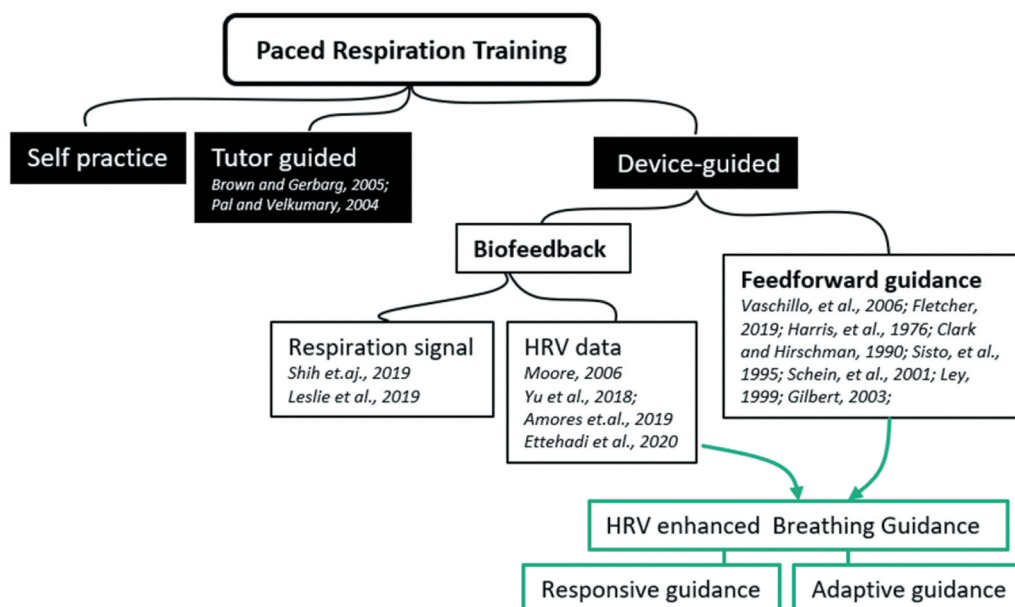 Paced Respiration Training
Self practice
Tutor guided
Brown and Gerbarg, 2005;
Pal and Velkumary, 2004
Device-guided
Biofeedback
Respiration signal
Shih et.aj., 2019
Leslie et al., 2019
HRV data
Moore, 2006
Yu et al., 2018;
Amores et.al., 2019
Ettehadi et al., 2020
Feedforward guidance
Vaschillo, et al., 2006; Fletcher,
2019; Harris, et al., 1976; Clark
and Hirschman, 1990; Sisto, et al.,
1995; Schein, et al., 2001; Ley,
1999; Gilbert, 2003;
HRV enhanced Breathing Guidance
Responsive guidance
Adaptive guidance